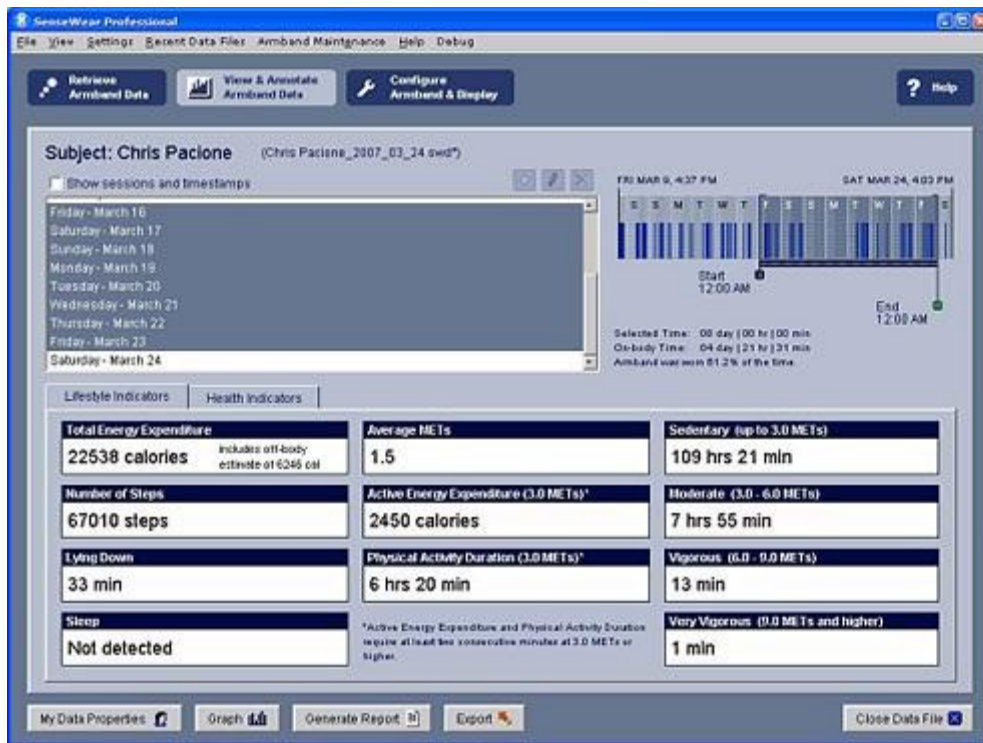 SenseWear Professional
File View Settings Recent Data Files Armband Maintenance Help Debug
Retrieve
Armband Data
View & Annotate
Armband Data
Configure
Armband & Display
? Help
Subject: Chris Pacione (Chris Pacione_2007_03_24.swd*)
Show sessions and timestamps
Friday - March 16
Saturday - March 17
Sunday - March 18
Monday - March 19
Tuesday - March 20
Wednesday - March 21
Thursday - March 22
Friday - March 23
Saturday - March 24
FRI MAR 9, 4:37 PM SAT MAR 24, 4:03 PM
S S M T W T F S S M T W T F S
Start
12:00 AM
End
12:00 AM
Selected Time: 08 day | 00 hr | 00 min
On-body Time: 04 day | 21 hr | 31 min
Armband was worn 61.2% of the time.
Lifestyle Indicators Health Indicators
Total Energy Expenditure
22538 calories
includes off-body
estimate of 6246 cal
Number of Steps
67010 steps
Lying Down
33 min
Sleep
Not detected
Average METs
1.5
Active Energy Expenditure (3.0 METs)*
2450 calories
Physical Activity Duration (3.0 METs)*
6 hrs 20 min
*Active Energy Expenditure and Physical Activity Duration
require at least ten consecutive minutes at 3.0 METs or
higher.
Sedentary (up to 3.0 METs)
109 hrs 21 min
Moderate (3.0 - 6.0 METs)
7 hrs 55 min
Vigorous (6.0 - 9.0 METs)
13 min
Very Vigorous (9.0 METs and higher)
1 min
My Data Properties Graph Generate Report Export Close Data File